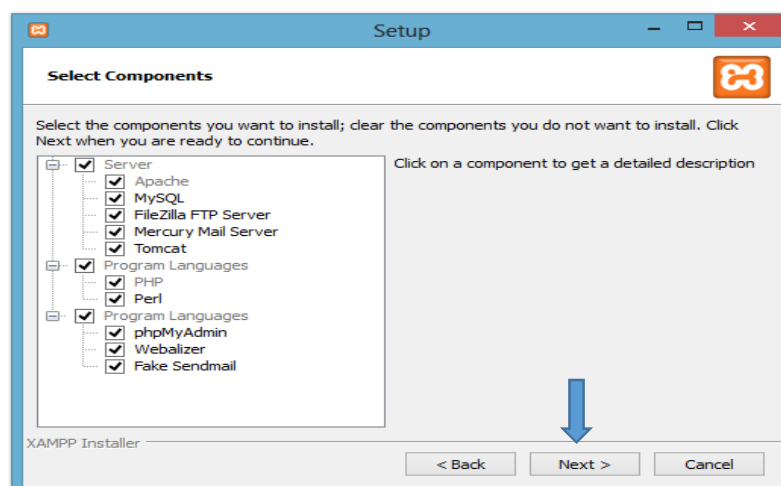 Setup
Select Components
Select the components you want to install; clear the components you do not want to install. Click
Next when you are ready to continue.
Server
Apache
MySQL
FileZilla FTP Server
Mercury Mail Server
Tomcat
Program Languages
PHP
Perl
Program Languages
phpMyAdmin
Webalizer
Fake Sendmail
Click on a component to get a detailed description
XAMPP Installer
< Back
Next >
Cancel